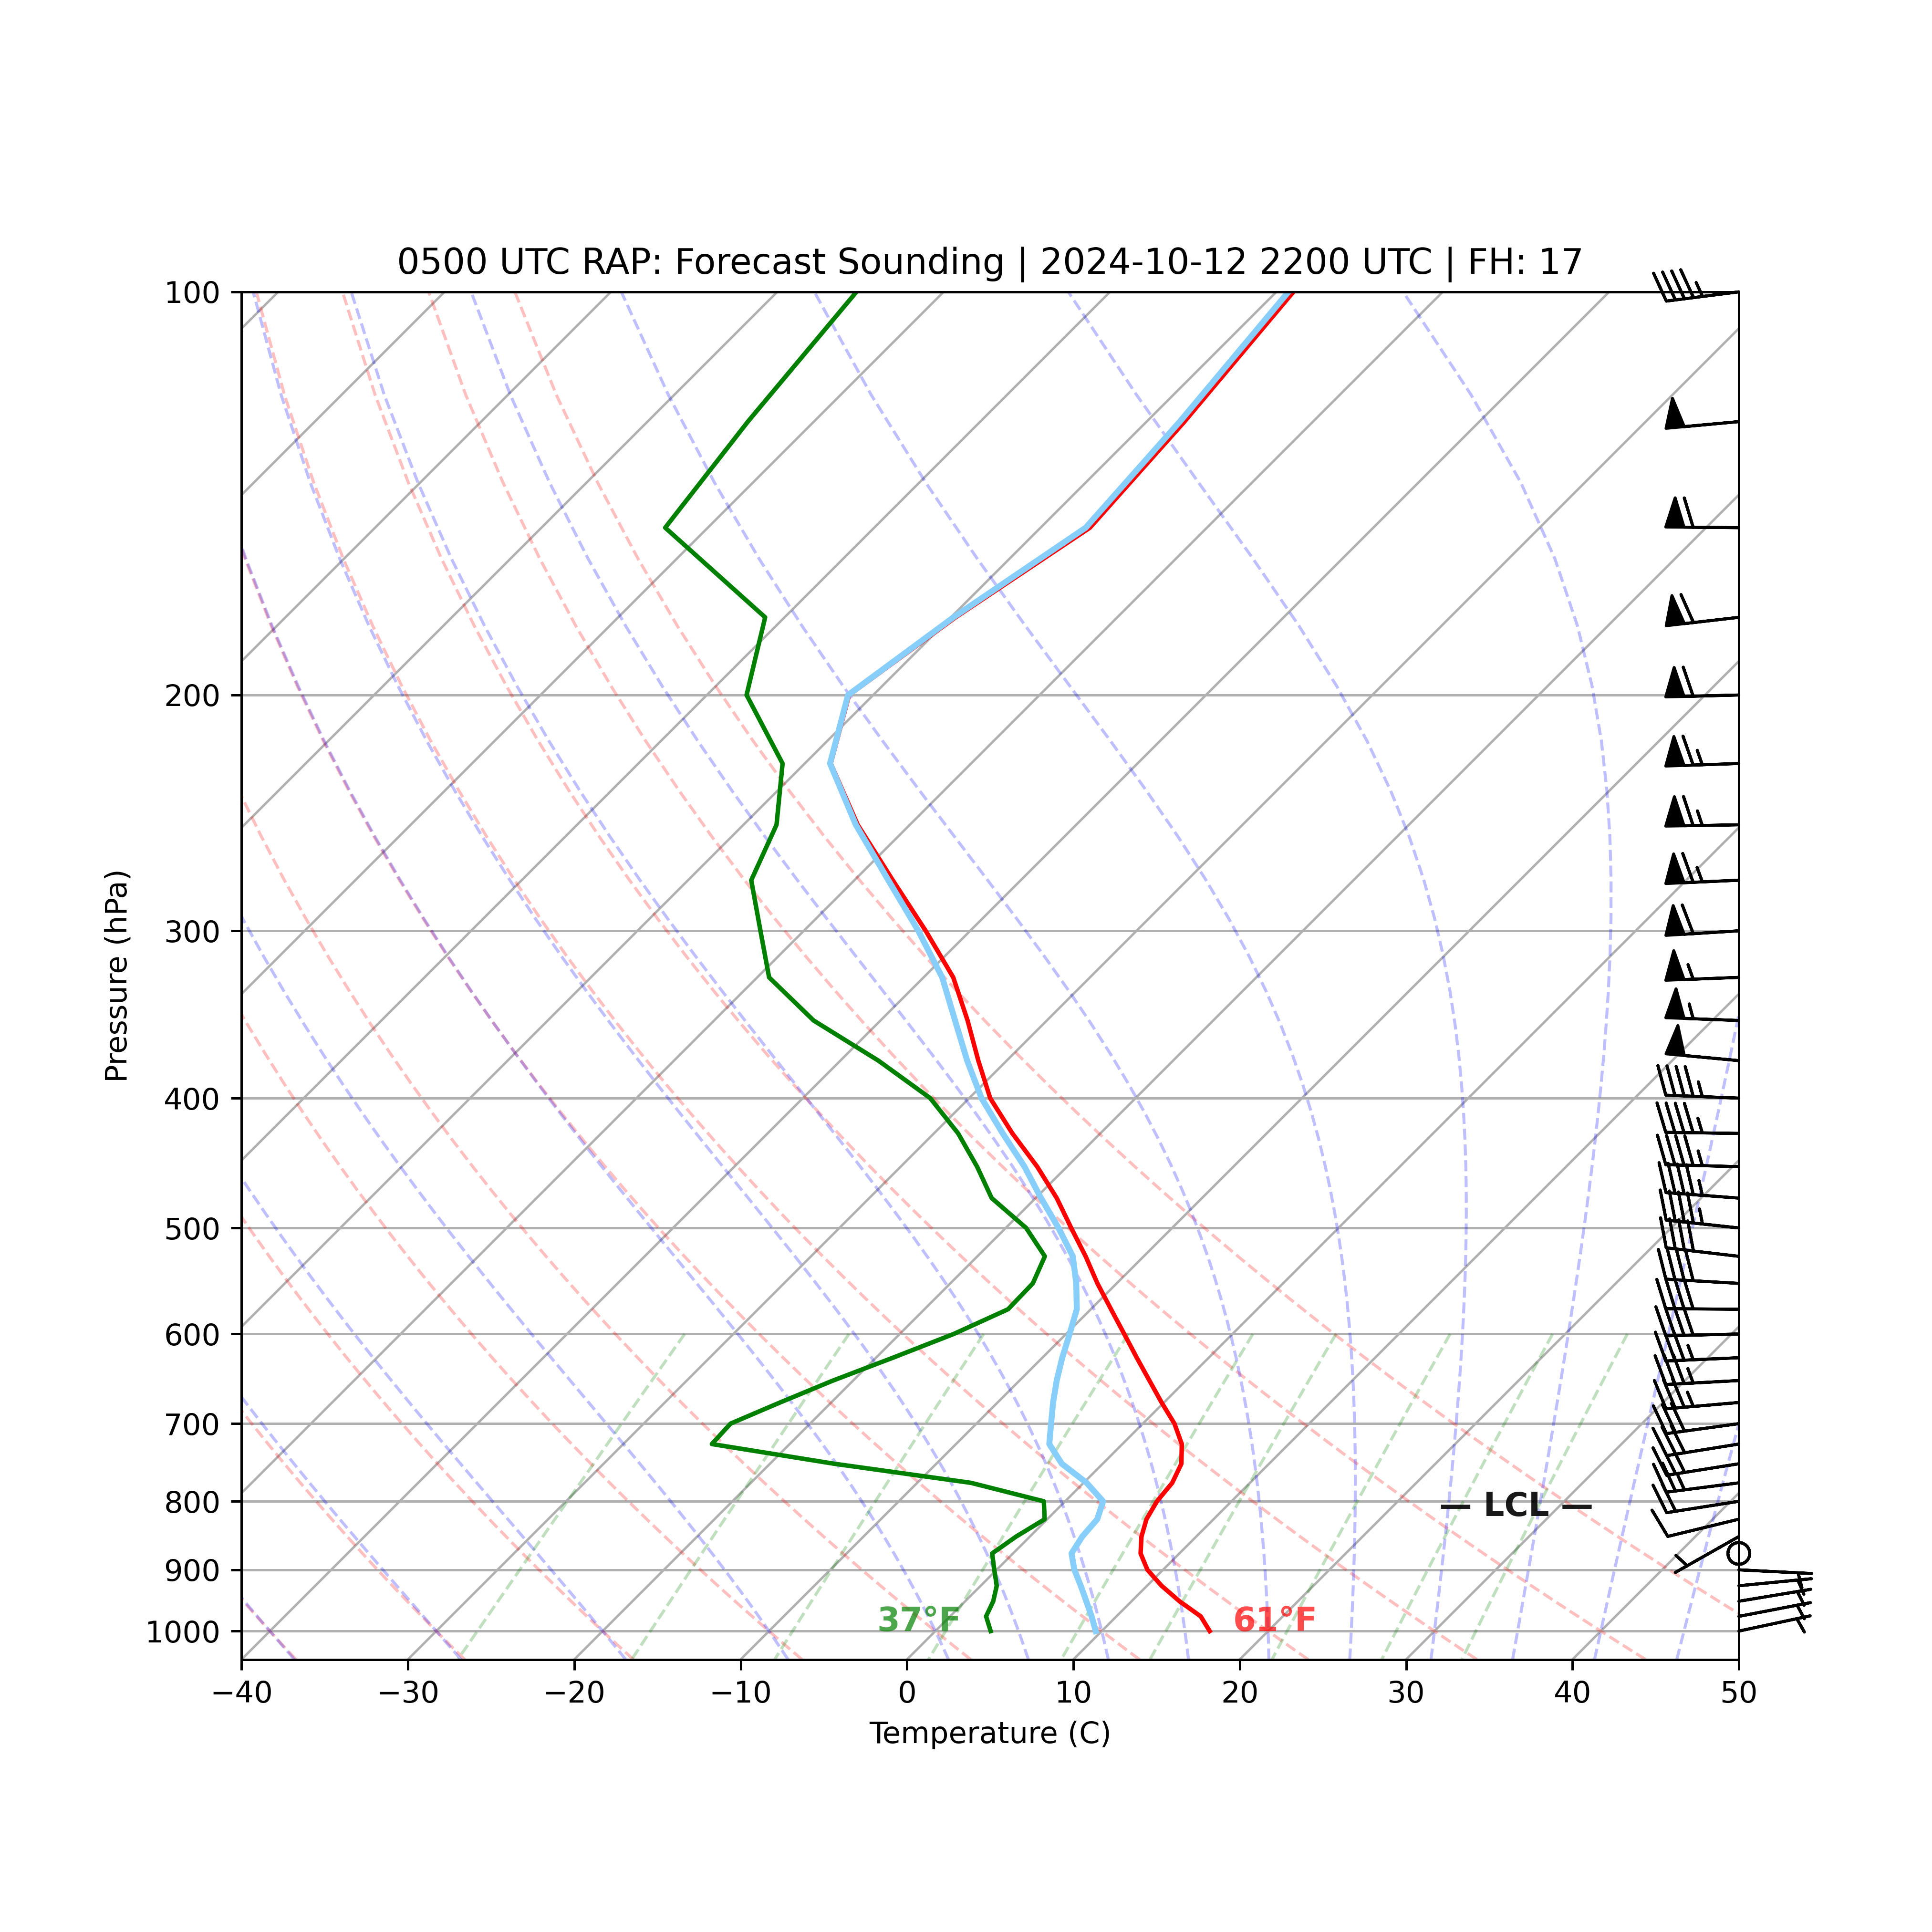 0500 UTC RAP: Forecast Sounding | 2024-10-12 2200 UTC | FH: 17
100
200
300
400
500
600
700
800
900
1000
Pressure (hPa)
— LCL —
37°F
61°F
−40 −30 −20 −10 0 10 20 30 40 50
Temperature (C)